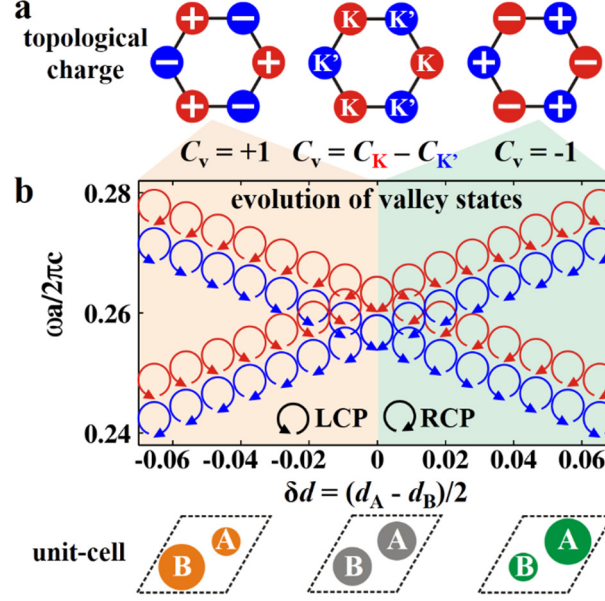 a
topological
charge
+ − + − + −
K K' K K' K K'
− + − + − +
C_v = +1 C_v = C_K – C_K' C_v = -1
b
evolution of valley states
ωa/2πc
0.28
0.26
0.24
LCP RCP
-0.06 -0.04 -0.02 0 0.02 0.04 0.06
δd = (d_A - d_B)/2
unit-cell
B A
B A
B A